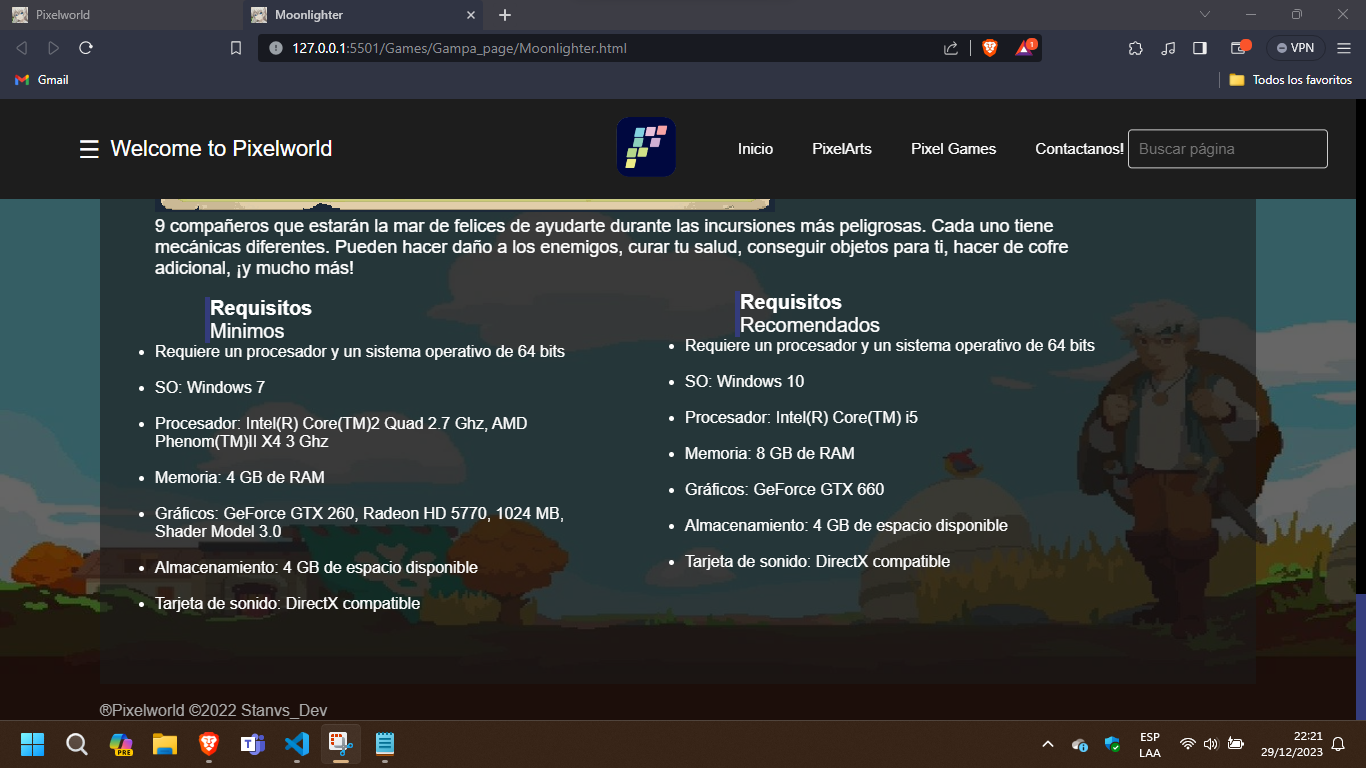 Pixelworld
Moonlighter
127.0.0.1:5501/Games/Gampa_page/Moonlighter.html
1
VPN
Gmail
Todos los favoritos
Welcome to Pixelworld
Inicio
PixelArts
Pixel Games
Contactanos!
Buscar página
9 compañeros que estarán la mar de felices de ayudarte durante las incursiones más peligrosas. Cada uno tiene
mecánicas diferentes. Pueden hacer daño a los enemigos, curar tu salud, conseguir objetos para ti, hacer de cofre
adicional, ¡y mucho más!
Requisitos
Minimos
Requiere un procesador y un sistema operativo de 64 bits
SO: Windows 7
Procesador: Intel(R) Core(TM)2 Quad 2.7 Ghz, AMD
Phenom(TM)II X4 3 Ghz
Memoria: 4 GB de RAM
Gráficos: GeForce GTX 260, Radeon HD 5770, 1024 MB,
Shader Model 3.0
Almacenamiento: 4 GB de espacio disponible
Tarjeta de sonido: DirectX compatible
Requisitos
Recomendados
Requiere un procesador y un sistema operativo de 64 bits
SO: Windows 10
Procesador: Intel(R) Core(TM) i5
Memoria: 8 GB de RAM
Gráficos: GeForce GTX 660
Almacenamiento: 4 GB de espacio disponible
Tarjeta de sonido: DirectX compatible
®Pixelworld ©2022 Stanvs_Dev
PRE
ESP
LAA
22:21
29/12/2023